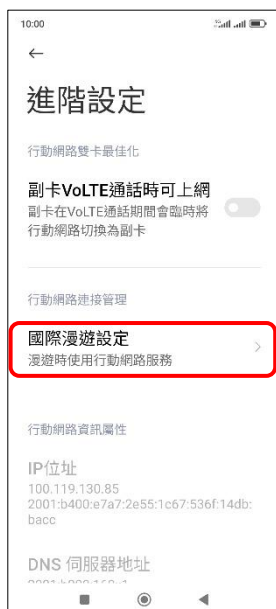 10:00
進階設定
行動網路雙卡最佳化
副卡VoLTE通話時可上網
副卡在VoLTE通話期間會臨時將
行動網路切換為副卡
行動網路連接管理
國際漫遊設定
漫遊時使用行動網路服務
行動網路資訊屬性
IP位址
100.119.130.85
2001:b400:e7a7:2e55:1c67:536f:14db:
bacc
DNS 伺服器地址